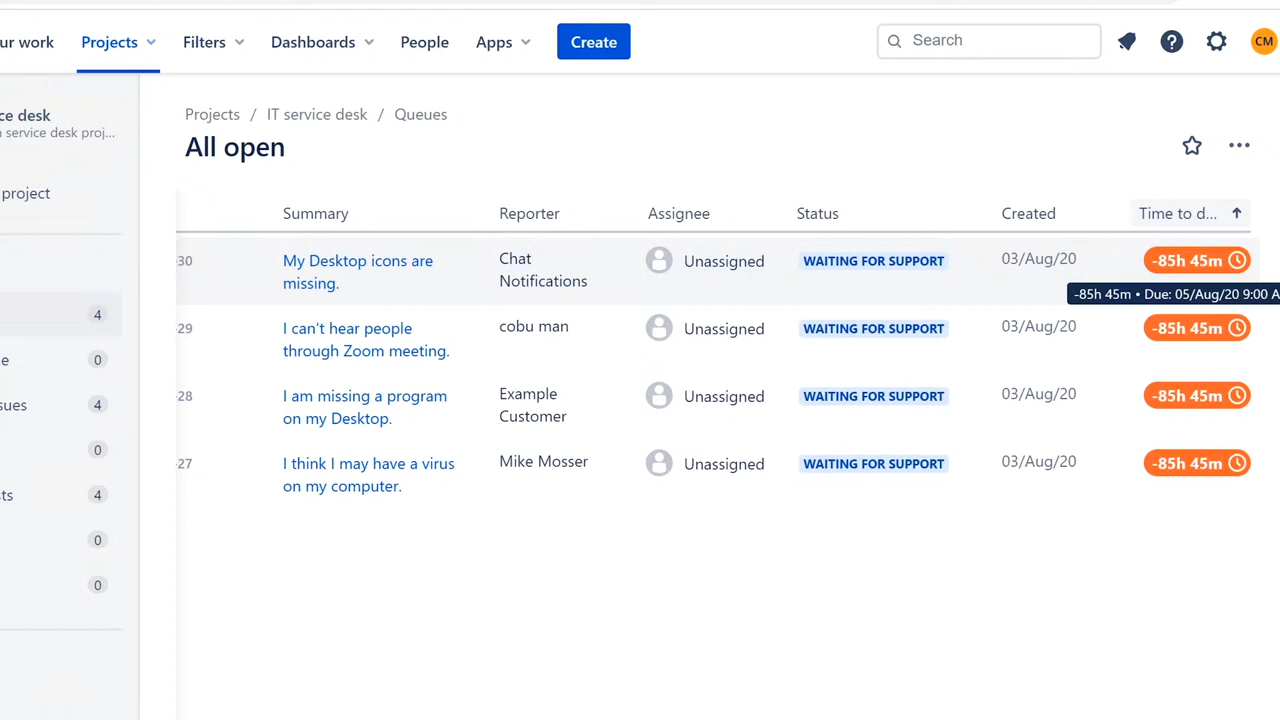 ur work Projects Filters Dashboards People Apps Create Search ? CM
ce desk
service desk proj...
project
4
e 0
sues 4
0
ts 4
0
0
Projects / IT service desk / Queues
All open
Summary Reporter Assignee Status Created Time to d...
30 My Desktop icons are Chat Unassigned WAITING FOR SUPPORT 03/Aug/20 -85h 45m
missing. Notifications
-85h 45m • Due: 05/Aug/20 9:00 A
29 I can't hear people cobu man Unassigned WAITING FOR SUPPORT 03/Aug/20 -85h 45m
through Zoom meeting.
28 I am missing a program Example Unassigned WAITING FOR SUPPORT 03/Aug/20 -85h 45m
on my Desktop. Customer
27 I think I may have a virus Mike Mosser Unassigned WAITING FOR SUPPORT 03/Aug/20 -85h 45m
on my computer.